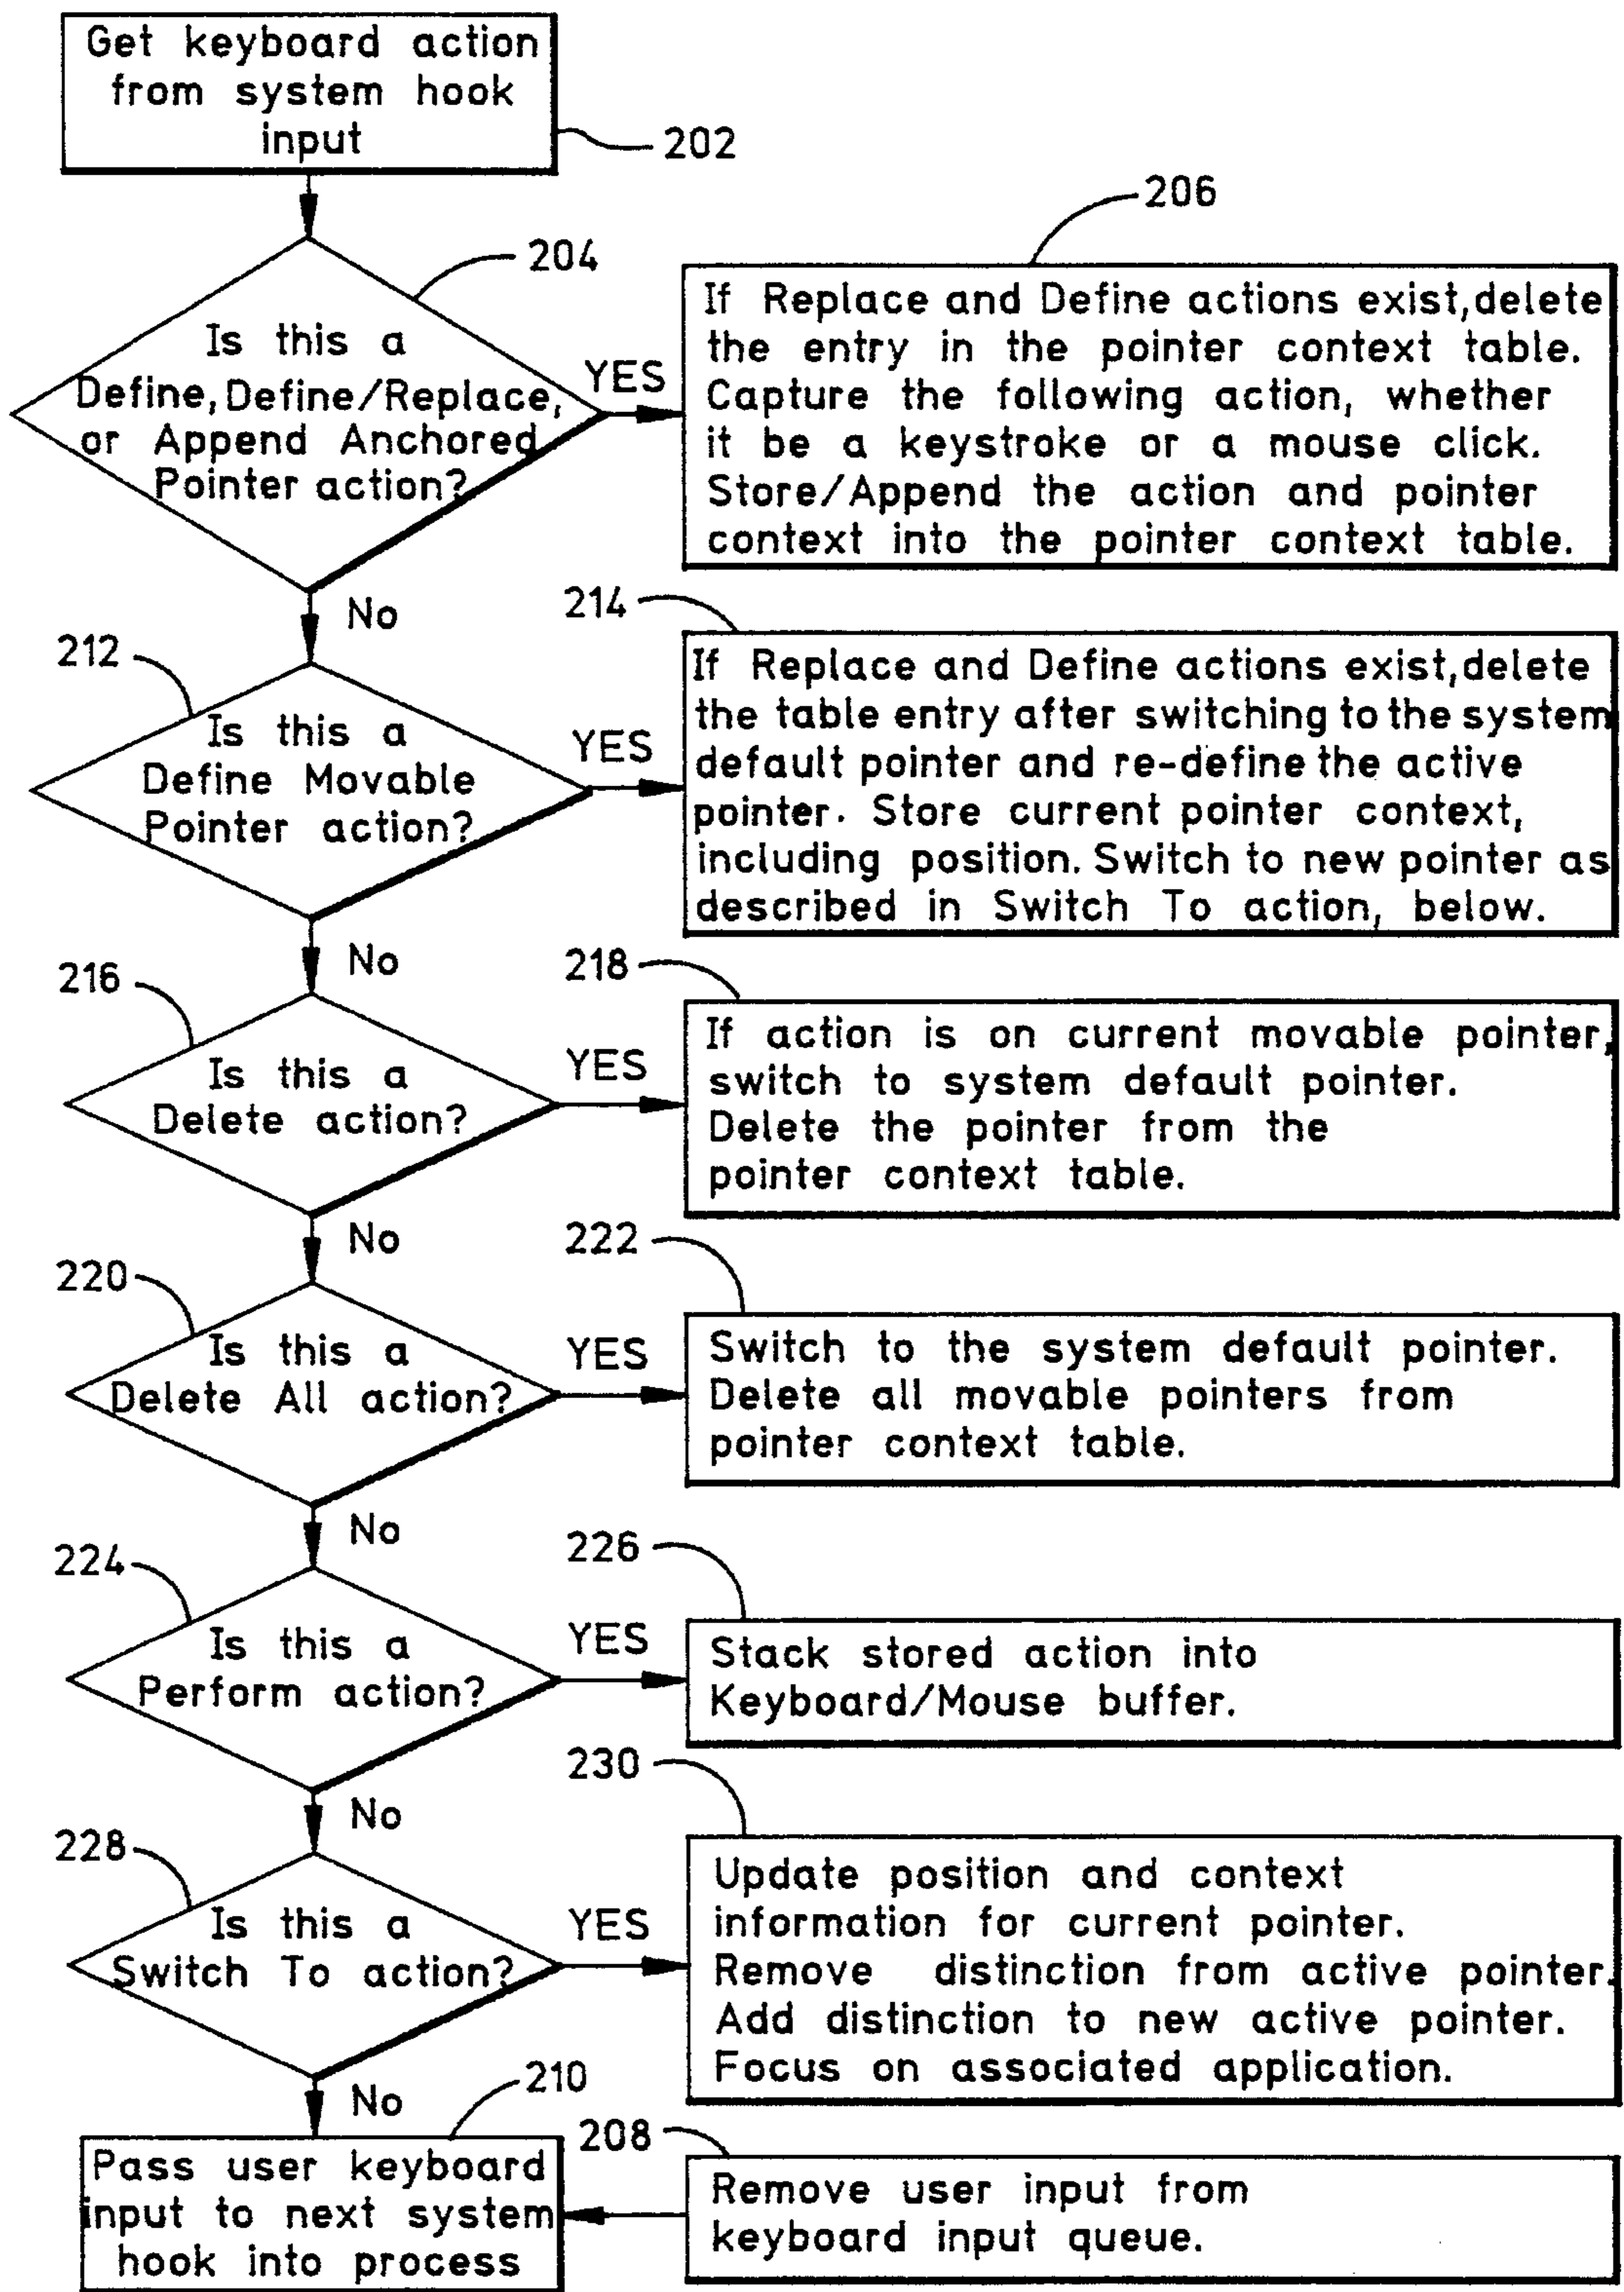 Get keyboard action
from system hook
input
202
204
Is this a
Define, Define/Replace,
or Append Anchored
Pointer action?
YES
No
206
If Replace and Define actions exist, delete
the entry in the pointer context table.
Capture the following action, whether
it be a keystroke or a mouse click.
Store/Append the action and pointer
context into the pointer context table.
212
Is this a
Define Movable
Pointer action?
YES
No
214
If Replace and Define actions exist, delete
the table entry after switching to the system
default pointer and re-define the active
pointer. Store current pointer context,
including position. Switch to new pointer as
described in Switch To action, below.
216
Is this a
Delete action?
YES
No
218
If action is on current movable pointer,
switch to system default pointer.
Delete the pointer from the
pointer context table.
220
Is this a
Delete All action?
YES
No
222
Switch to the system default pointer.
Delete all movable pointers from
pointer context table.
224
Is this a
Perform action?
YES
No
226
Stack stored action into
Keyboard/Mouse buffer.
228
Is this a
Switch To action?
YES
No
230
Update position and context
information for current pointer.
Remove distinction from active pointer.
Add distinction to new active pointer.
Focus on associated application.
210
Pass user keyboard
input to next system
hook into process
208
Remove user input from
keyboard input queue.